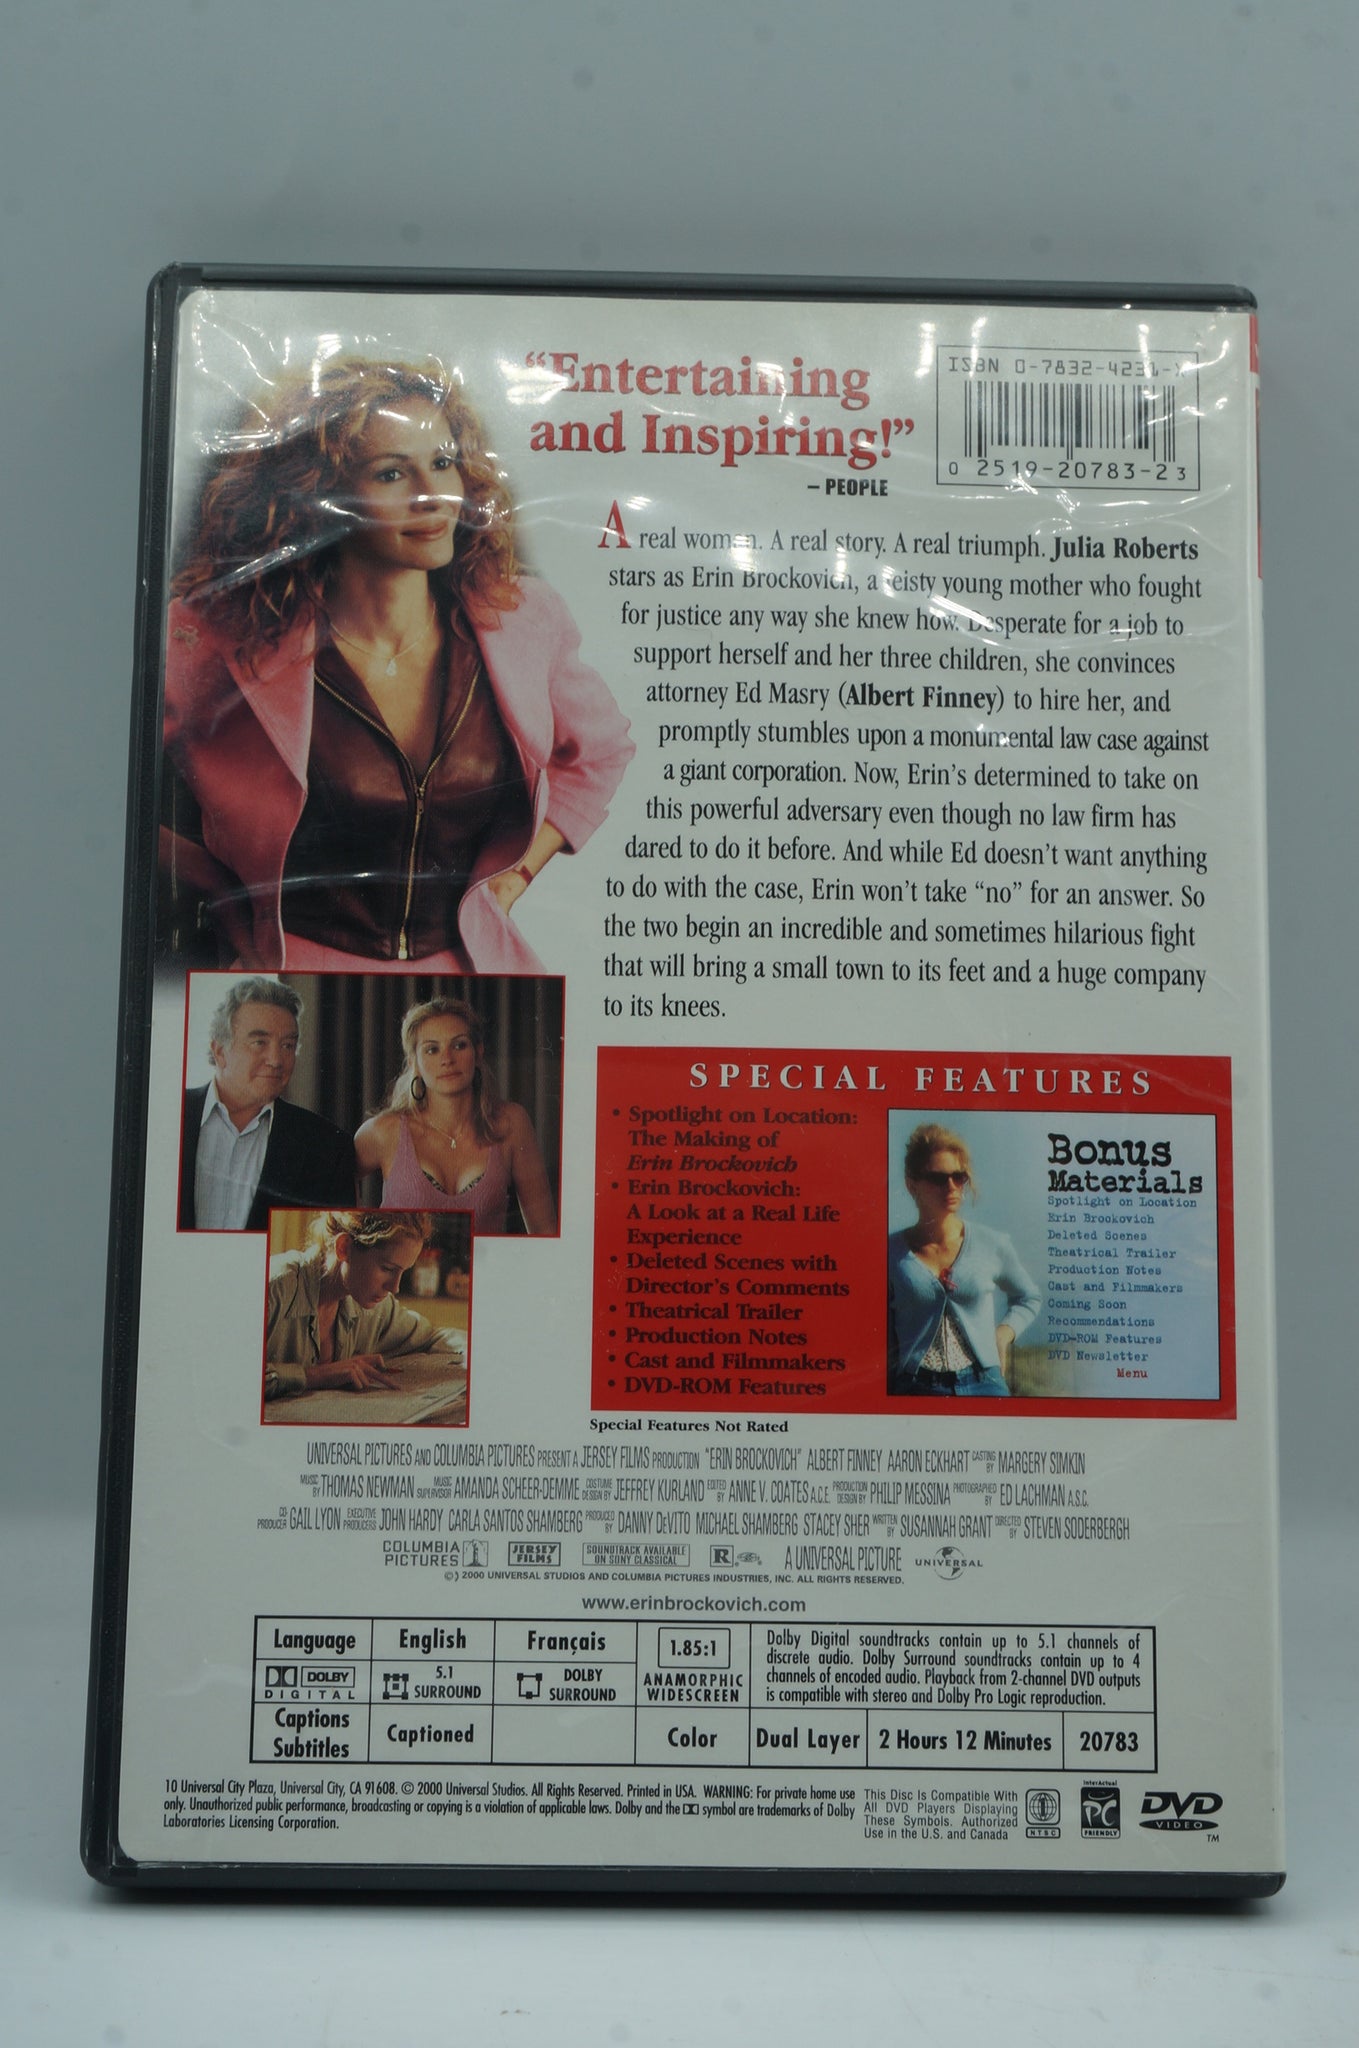 "Entertaining
and Inspiring!"
– PEOPLE
ISBN 0-7832-4231-X
0 2519-20783-2 3
A real woman. A real story. A real triumph. Julia Roberts
stars as Erin Brockovich, a feisty young mother who fought
for justice any way she knew how. Desperate for a job to
support herself and her three children, she convinces
attorney Ed Masry (Albert Finney) to hire her, and
promptly stumbles upon a monumental law case against
a giant corporation. Now, Erin's determined to take on
this powerful adversary even though no law firm has
dared to do it before. And while Ed doesn't want anything
to do with the case, Erin won't take "no" for an answer. So
the two begin an incredible and sometimes hilarious fight
that will bring a small town to its feet and a huge company
to its knees.
SPECIAL FEATURES
• Spotlight on Location:
The Making of
Erin Brockovich
• Erin Brockovich:
A Look at a Real Life
Experience
• Deleted Scenes with
Director's Comments
• Theatrical Trailer
• Production Notes
• Cast and Filmmakers
• DVD-ROM Features
Bonus
Materials
Spotlight on Location
Erin Brockovich
Deleted Scenes
Theatrical Trailer
Production Notes
Cast and Filmmakers
Coming Soon
Recommendations
DVD-ROM Features
DVD Newsletter
Menu
Special Features Not Rated
UNIVERSAL PICTURES AND COLUMBIA PICTURES PRESENT A JERSEY FILMS PRODUCTION "ERIN BROCKOVICH" ALBERT FINNEY AARON ECKHART CASTING BY MARGERY SIMKIN
MUSIC BY THOMAS NEWMAN MUSIC SUPERVISOR AMANDA SCHEER-DEMME COSTUME DESIGN BY JEFFREY KURLAND EDITED BY ANNE V. COATES A.C.E. PRODUCTION DESIGN BY PHILIP MESSINA PHOTOGRAPHED BY ED LACHMAN A.S.C.
CO-PRODUCER GAIL LYON EXECUTIVE PRODUCERS JOHN HARDY CARLA SANTOS SHAMBERG PRODUCED BY DANNY DeVITO MICHAEL SHAMBERG STACEY SHER WRITTEN BY SUSANNAH GRANT DIRECTED BY STEVEN SODERBERGH
COLUMBIA PICTURES JERSEY FILMS SOUNDTRACK AVAILABLE ON SONY CLASSICAL R A UNIVERSAL PICTURE UNIVERSAL
2000 UNIVERSAL STUDIOS AND COLUMBIA PICTURES INDUSTRIES, INC. ALL RIGHTS RESERVED.
www.erinbrockovich.com
Language English Français 1.85:1
DOLBY DIGITAL 5.1 SURROUND DOLBY SURROUND ANAMORPHIC WIDESCREEN
Dolby Digital soundtracks contain up to 5.1 channels of
discrete audio. Dolby Surround soundtracks contain up to 4
channels of encoded audio. Playback from 2-channel DVD outputs
is compatible with stereo and Dolby Pro Logic reproduction.
Captions Subtitles Captioned Color Dual Layer 2 Hours 12 Minutes 20783
10 Universal City Plaza, Universal City, CA 91608. © 2000 Universal Studios. All Rights Reserved. Printed in USA. WARNING: For private home use
only. Unauthorized public performance, broadcasting or copying is a violation of applicable laws. Dolby and the symbol are trademarks of Dolby
Laboratories Licensing Corporation.
This Disc Is Compatible With
All DVD Players Displaying
These Symbols. Authorized
Use in the U.S. and Canada
NTSC
InterActual PC FRIENDLY
DVD VIDEO TM